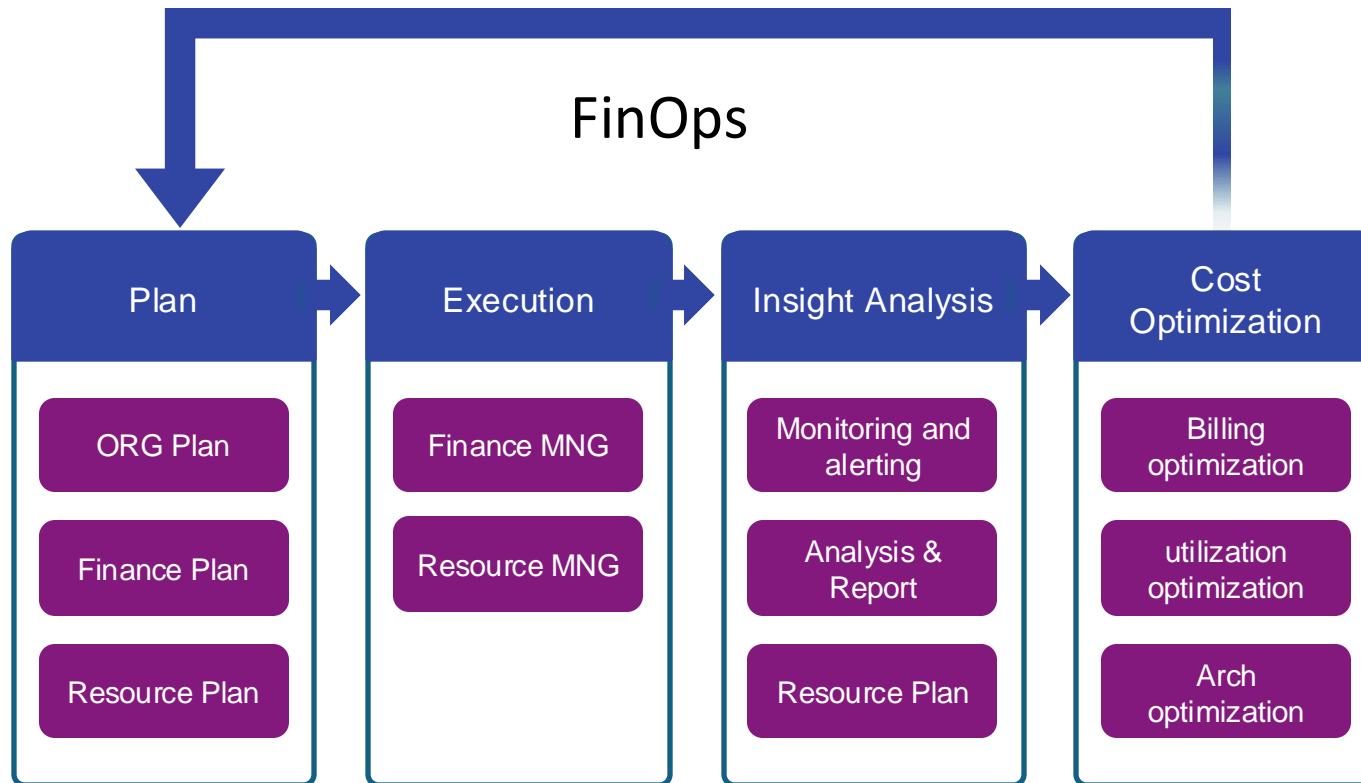 FinOps
Plan
Execution
Insight Analysis
Cost
Optimization
ORG Plan
Finance Plan
Resource Plan
Finance MNG
Resource MNG
Monitoring and
alerting
Analysis &
Report
Resource Plan
Billing
optimization
utilization
optimization
Arch
optimization